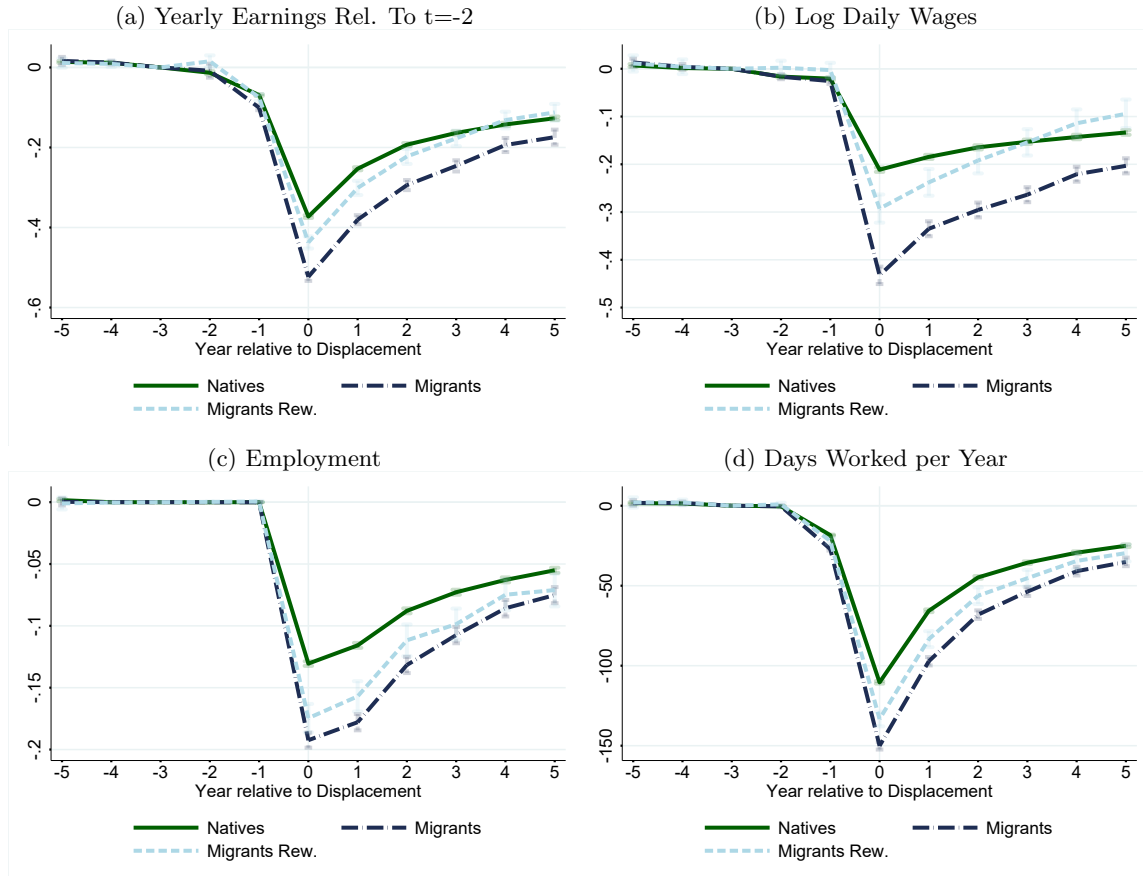 (a) Yearly Earnings Rel. To t=-2
0
-.2
-.4
-.6
-5 -4 -3 -2 -1 0 1 2 3 4 5
Year relative to Displacement
Natives Migrants
Migrants Rew.
(b) Log Daily Wages
0
-.1
-.2
-.3
-.4
-.5
-5 -4 -3 -2 -1 0 1 2 3 4 5
Year relative to Displacement
Natives Migrants
Migrants Rew.
(c) Employment
0
-.05
-.1
-.15
-.2
-5 -4 -3 -2 -1 0 1 2 3 4 5
Year relative to Displacement
Natives Migrants
Migrants Rew.
(d) Days Worked per Year
0
-50
-100
-150
-5 -4 -3 -2 -1 0 1 2 3 4 5
Year relative to Displacement
Natives Migrants
Migrants Rew.